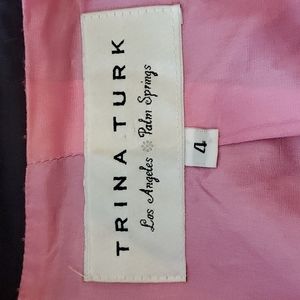 TRINA TURK
Los Angeles ❊ Palm Springs
4